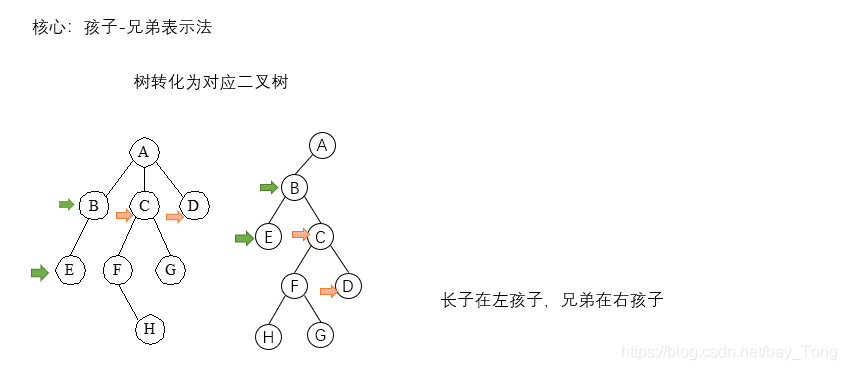 核心：孩子-兄弟表示法
树转化为对应二叉树
A
B C D
E F G
H
A
B
E C
F D
H G
长子在左孩子，兄弟在右孩子
https://blog.csdn.net/bay_Tong